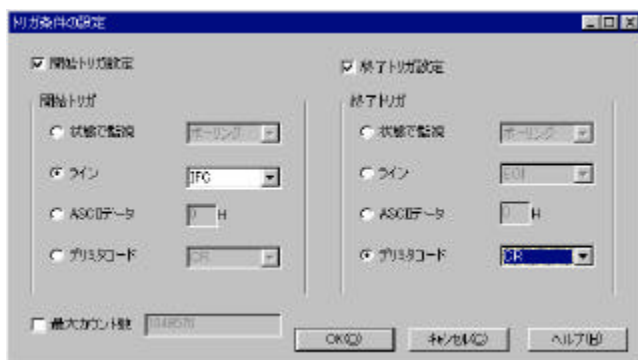 トリガ条件の設定
開始トリガ設定
終了トリガ設定
開始トリガ
終了トリガ
状態で監視 ポーリング
状態で監視 ポーリング
ライン IFC
ライン EOI
ASCIIデータ 0 H
ASCIIデータ 0 H
デリミタコード CR
デリミタコード CR
最大カウント数 1048576
OK(O) キャンセル(C) ヘルプ(H)